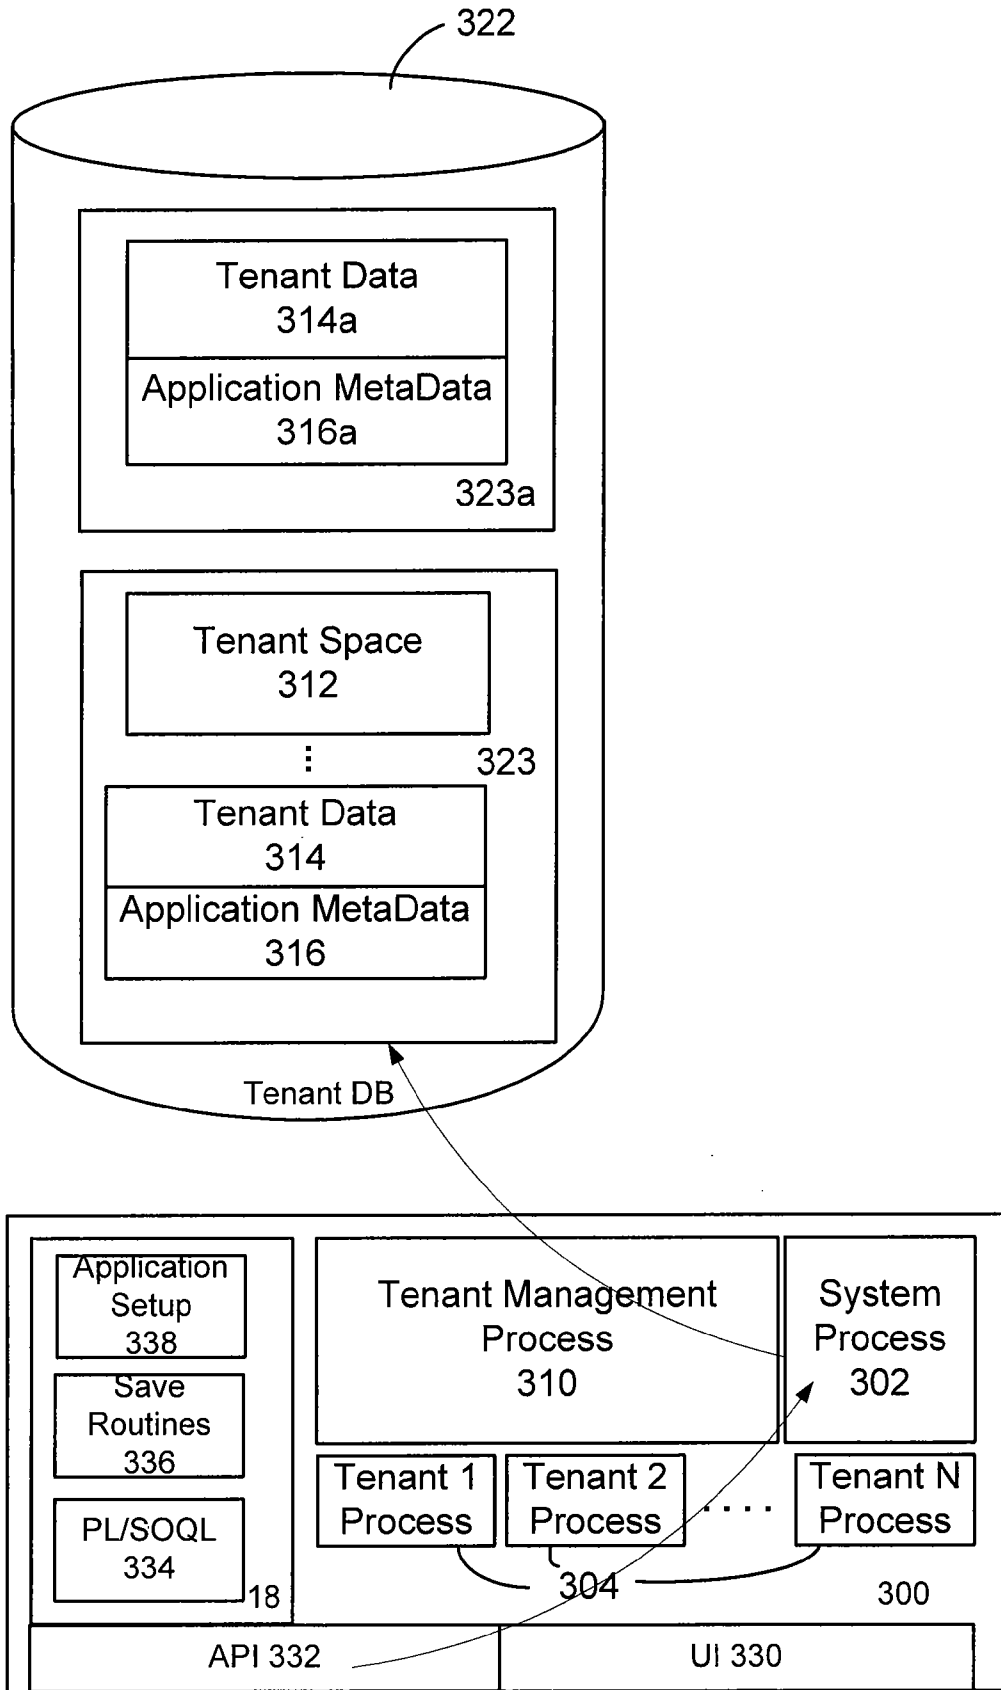 322
Tenant Data
314a
Application MetaData
316a
323a
Tenant Space
312
⋮
323
Tenant Data
314
Application MetaData
316
Tenant DB
Application
Setup
338
Save
Routines
336
PL/SOQL
334
18
Tenant Management
Process
310
System
Process
302
Tenant 1
Process
Tenant 2
Process
. . . .
Tenant N
Process
304
300
API 332
UI 330